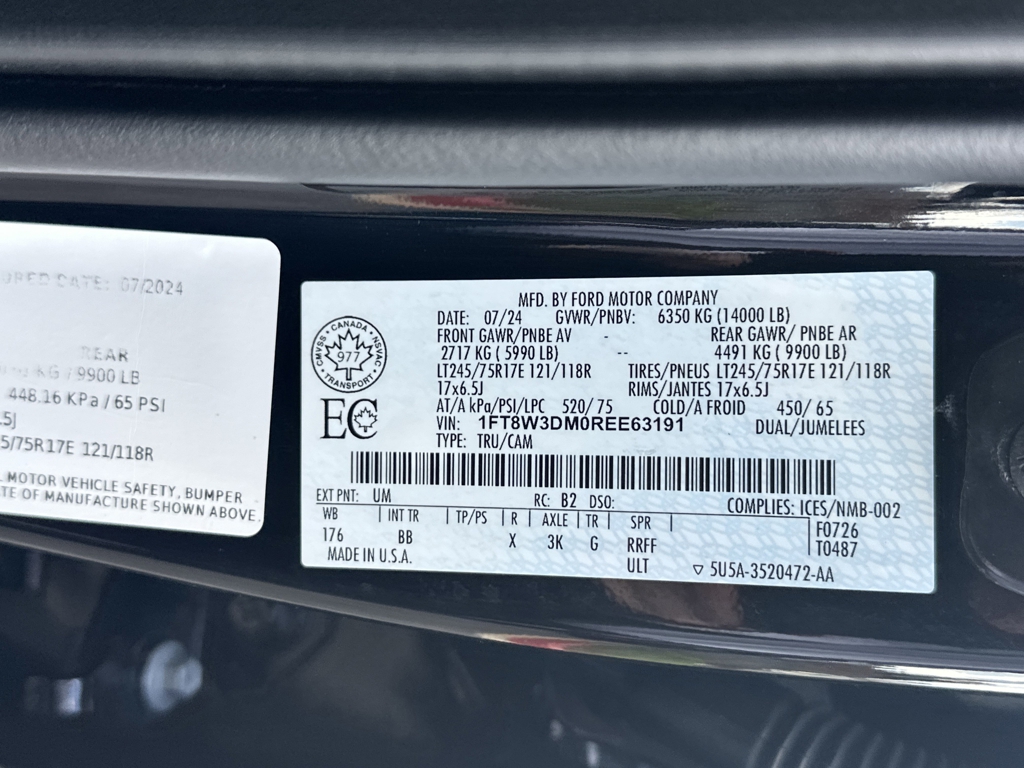 DATE: 07/2024
REAR
KG / 9900 LB
448.16 KPa / 65 PSI
.5J
5/75R17E 121/118R
MOTOR VEHICLE SAFETY, BUMPER
OF MANUFACTURE SHOWN ABOVE.
MFD. BY FORD MOTOR COMPANY
DATE: 07/24 GVWR/PNBV: 6350 KG (14000 LB)
FRONT GAWR/PNBE AV - REAR GAWR/ PNBE AR
2717 KG ( 5990 LB) -- 4491 KG ( 9900 LB)
LT245/75R17E 121/118R TIRES/PNEUS LT245/75R17E 121/118R
17x6.5J RIMS/JANTES 17x6.5J
AT/A kPa/PSI/LPC 520/ 75 COLD/A FROID 450/ 65
VIN: 1FT8W3DM0REE63191 DUAL/JUMELEES
TYPE: TRU/CAM
CANADA
CMVSS NSVAC
977
TRANSPORT
EC
EXT PNT: UM RC: B2 DSO: COMPLIES: ICES/NMB-002
WB INT TR TP/PS R AXLE TR SPR F0726
176 BB X 3K G RRFF T0487
MADE IN U.S.A. ULT 5U5A-3520472-AA